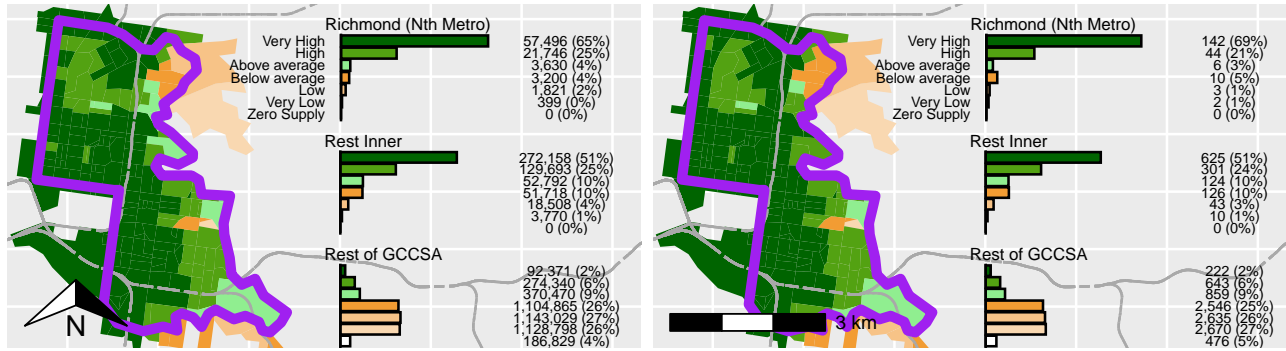 Richmond (Nth Metro)
Very High 57,496 (65%)
High 21,746 (25%)
Above average 3,630 (4%)
Below average 3,200 (4%)
Low 1,821 (2%)
Very Low 399 (0%)
Zero Supply 0 (0%)
Rest Inner
272,158 (51%)
129,693 (25%)
52,792 (10%)
51,718 (10%)
18,508 (4%)
3,770 (1%)
0 (0%)
Rest of GCCSA
92,371 (2%)
274,340 (6%)
370,470 (9%)
1,104,865 (26%)
1,143,029 (27%)
1,128,798 (26%)
186,829 (4%)
N
Richmond (Nth Metro)
Very High 142 (69%)
High 44 (21%)
Above average 6 (3%)
Below average 10 (5%)
Low 3 (1%)
Very Low 2 (1%)
Zero Supply 0 (0%)
Rest Inner
625 (51%)
301 (24%)
124 (10%)
126 (10%)
43 (3%)
10 (1%)
0 (0%)
Rest of GCCSA
222 (2%)
643 (6%)
859 (9%)
2,546 (25%)
2,635 (26%)
2,670 (27%)
476 (5%)
3 km